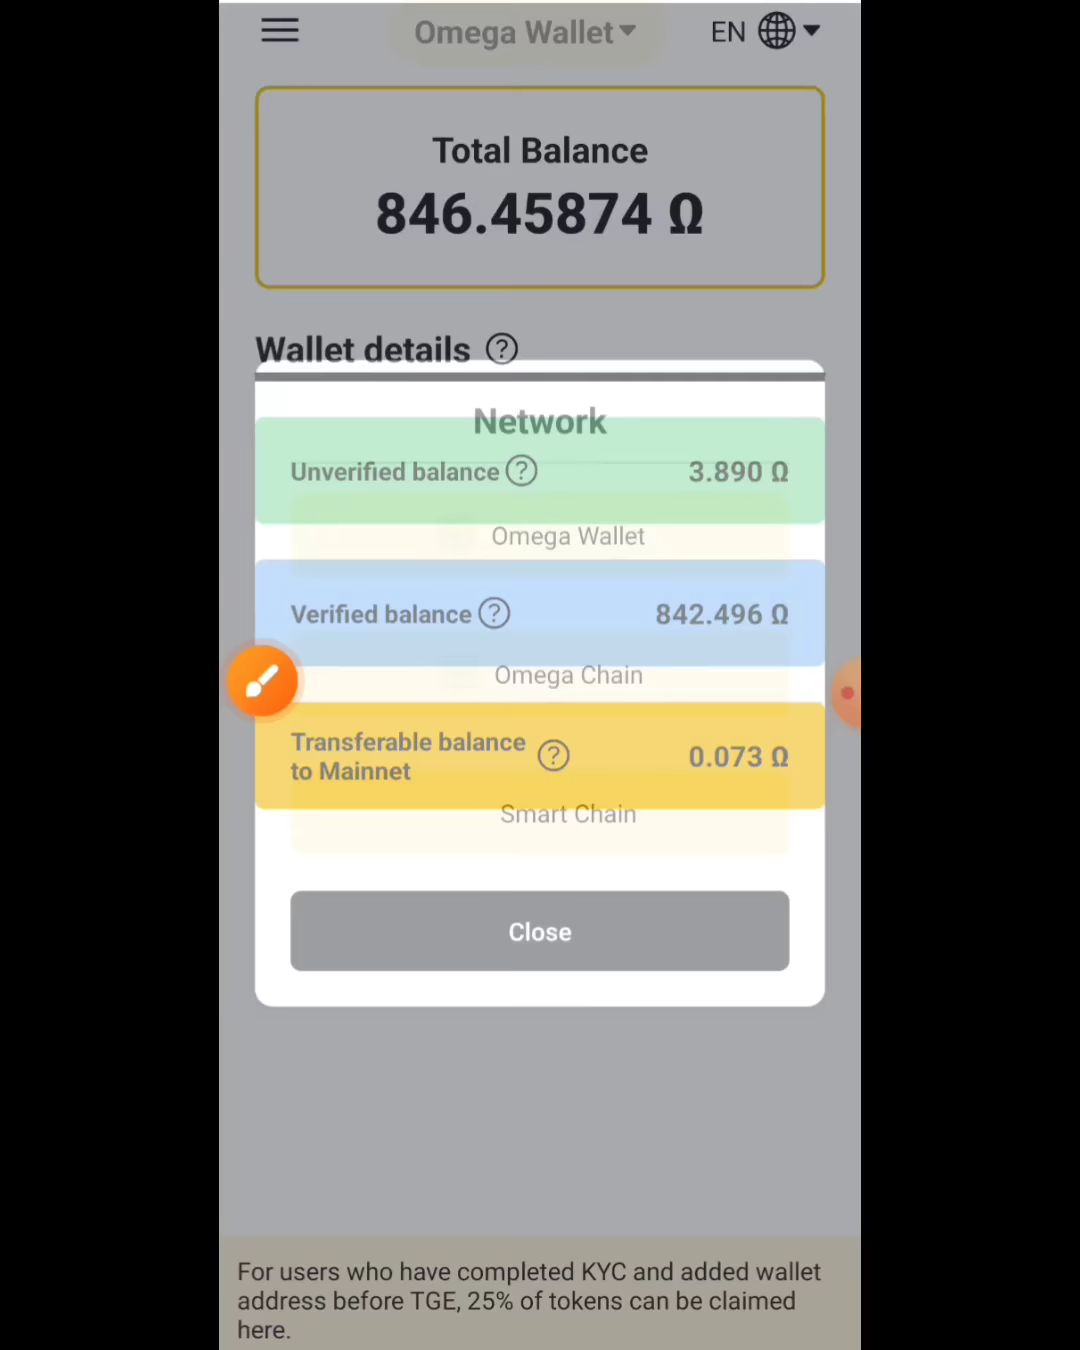 Omega Wallet
EN
Total Balance
846.45874 Ω
Wallet details ?
Network
Unverified balance ? 3.890 Ω
Omega Wallet
Verified balance ? 842.496 Ω
Omega Chain
Transferable balance
to Mainnet ? 0.073 Ω
Smart Chain
Close
For users who have completed KYC and added wallet
address before TGE, 25% of tokens can be claimed
here.